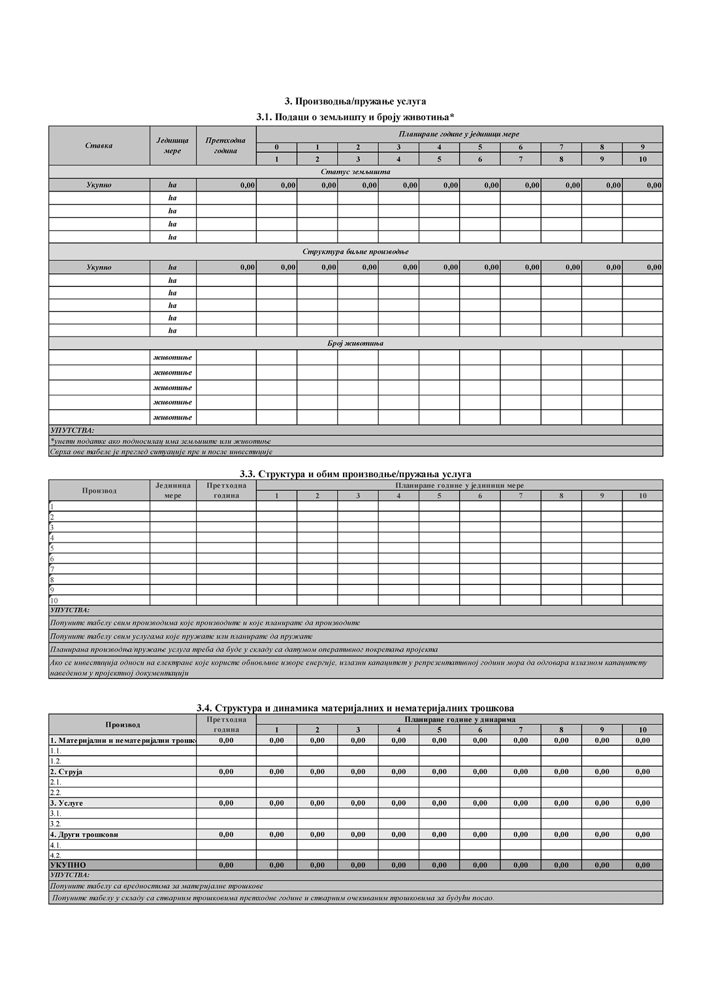 3. Производња/пружање услуга
3.1. Подаци о земљишту и броју животиња*
Ставка Јединица мере Претходна година Планиране године у јединици мере
0 1 2 3 4 5 6 7 8 9
1 2 3 4 5 6 7 8 9 10
Статус земљишта
Укупно ha 0,00 0,00 0,00 0,00 0,00 0,00 0,00 0,00 0,00 0,00 0,00
ha
ha
ha
ha
Структура биљне производње
Укупно ha 0,00 0,00 0,00 0,00 0,00 0,00 0,00 0,00 0,00 0,00 0,00
ha
ha
ha
ha
ha
Број животиња
животиње
животиње
животиње
животиње
животиње
УПУТСТВА:
*унети податке ако подносилац има земљиште или животиње
Сврха ове табеле је преглед ситуације пре и после инвестиције
3.3. Структура и обим производње/пружања услуга
Производ Јединица мере Претходна година Планиране године у јединици мере
1 2 3 4 5 6 7 8 9 10
1
2
3
4
5
6
7
8
9
10
УПУТСТВА:
Попуните табелу свим производима које производите и које планирате да производите
Попуните табелу свим услугама које пружате или планирате да пружате
Планирана производња/пружање услуга треба да буде у складу са датумом оперативног покретања пројекта
Ако се инвестиција односи на електране које користе обновљиве изворе енергије, излазни капацитет у репрезентативној години мора да одговара излазном капацитету
наведеном у пројектној документацији
3.4. Структура и динамика материјалних и нематеријалних трошкова
Производ Претходна година Планиране године у динарима
1 2 3 4 5 6 7 8 9 10
1. Материјални и нематеријални трошк 0,00 0,00 0,00 0,00 0,00 0,00 0,00 0,00 0,00 0,00 0,00
1.1.
1.2.
2. Струја 0,00 0,00 0,00 0,00 0,00 0,00 0,00 0,00 0,00 0,00 0,00
2.1.
2.2.
3. Услуге 0,00 0,00 0,00 0,00 0,00 0,00 0,00 0,00 0,00 0,00 0,00
3.1.
3.2.
4. Други трошкови 0,00 0,00 0,00 0,00 0,00 0,00 0,00 0,00 0,00 0,00 0,00
4.1.
4.2.
УКУПНО 0,00 0,00 0,00 0,00 0,00 0,00 0,00 0,00 0,00 0,00 0,00
УПУТСТВА:
Попуните табелу са вредностима за материјалне трошкове
Попуните табелу у складу са стварним трошковима претходне године и стварним очекиваним трошковима за будући посао.